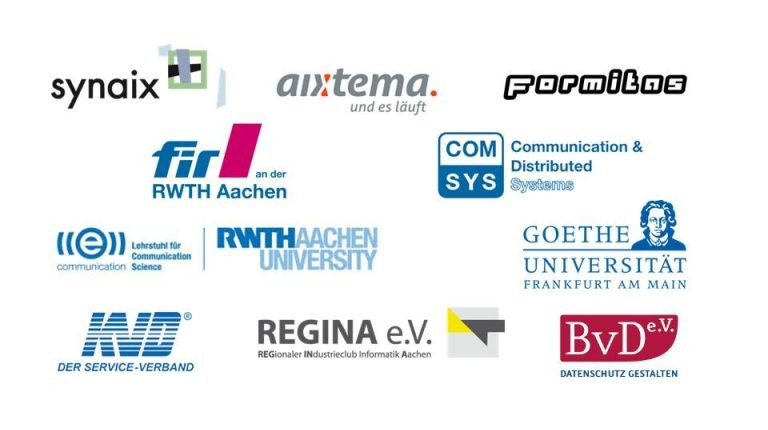 synaix
aixtema.
und es läuft
formitas
fir
an der
RWTH Aachen
COM
SYS
Communication &
Distributed
Systems
((e))
communication
Lehrstuhl für
Communication
Science
RWTHAACHEN
UNIVERSITY
GOETHE
UNIVERSITÄT
FRANKFURT AM MAIN
KVD®
DER SERVICE-VERBAND
REGINA e.V.
REGionaler INdustrieclub Informatik Aachen
BvD e.V.
DATENSCHUTZ GESTALTEN